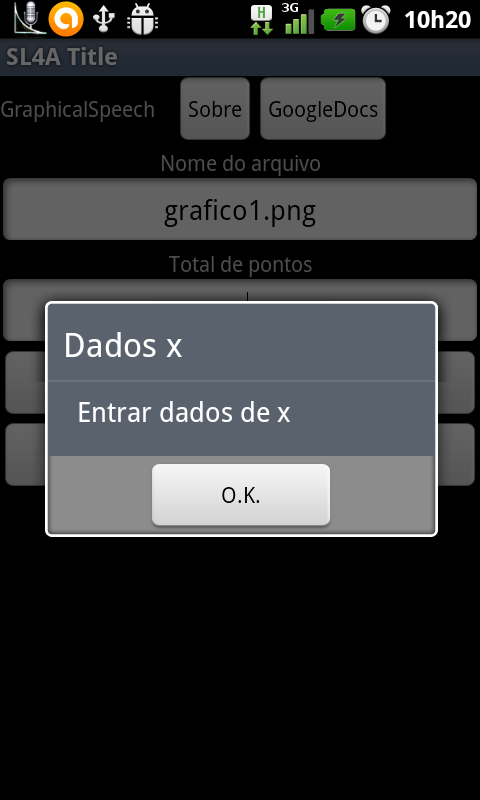 H 3G 10h20
SL4A Title
GraphicalSpeech Sobre GoogleDocs
Nome do arquivo
grafico1.png
Total de pontos
Dados x
Entrar dados de x
O.K.